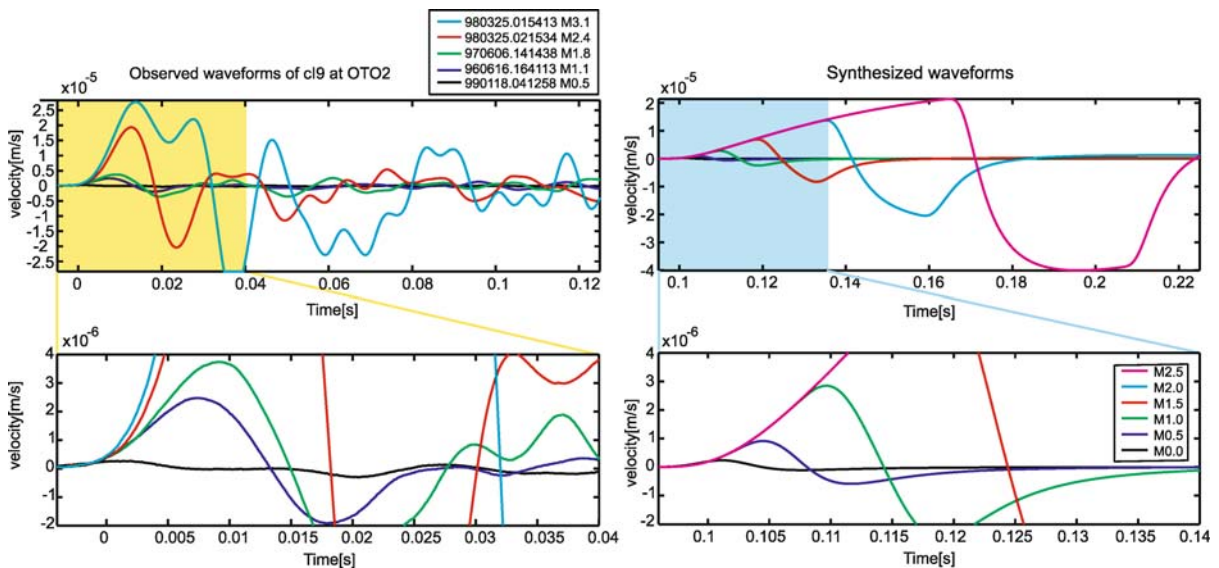 980325.015413 M3.1
980325.021534 M2.4
970606.141438 M1.8
960616.164113 M1.1
990118.041258 M0.5
Observed waveforms of cl9 at OTO2
x10-5
velocity[m/s]
2.5
1.5
0.5
-0.5
-1.5
-2.5
0 0.02 0.04 0.06 0.08 0.1 0.12
Time[s]
Synthesized waveforms
x10-5
velocity[m/s]
2
1
0
-1
-2
-3
-4
0.1 0.12 0.14 0.16 0.18 0.2 0.22
Time[s]
x10-6
velocity[m/s]
4
3
2
1
0
-1
-2
0 0.005 0.01 0.015 0.02 0.025 0.03 0.035 0.04
Time[s]
x10-6
velocity[m/s]
4
3
2
1
0
-1
-2
0.1 0.105 0.11 0.115 0.12 0.125 0.13 0.135 0.14
Time[s]
M2.5
M2.0
M1.5
M1.0
M0.5
M0.0